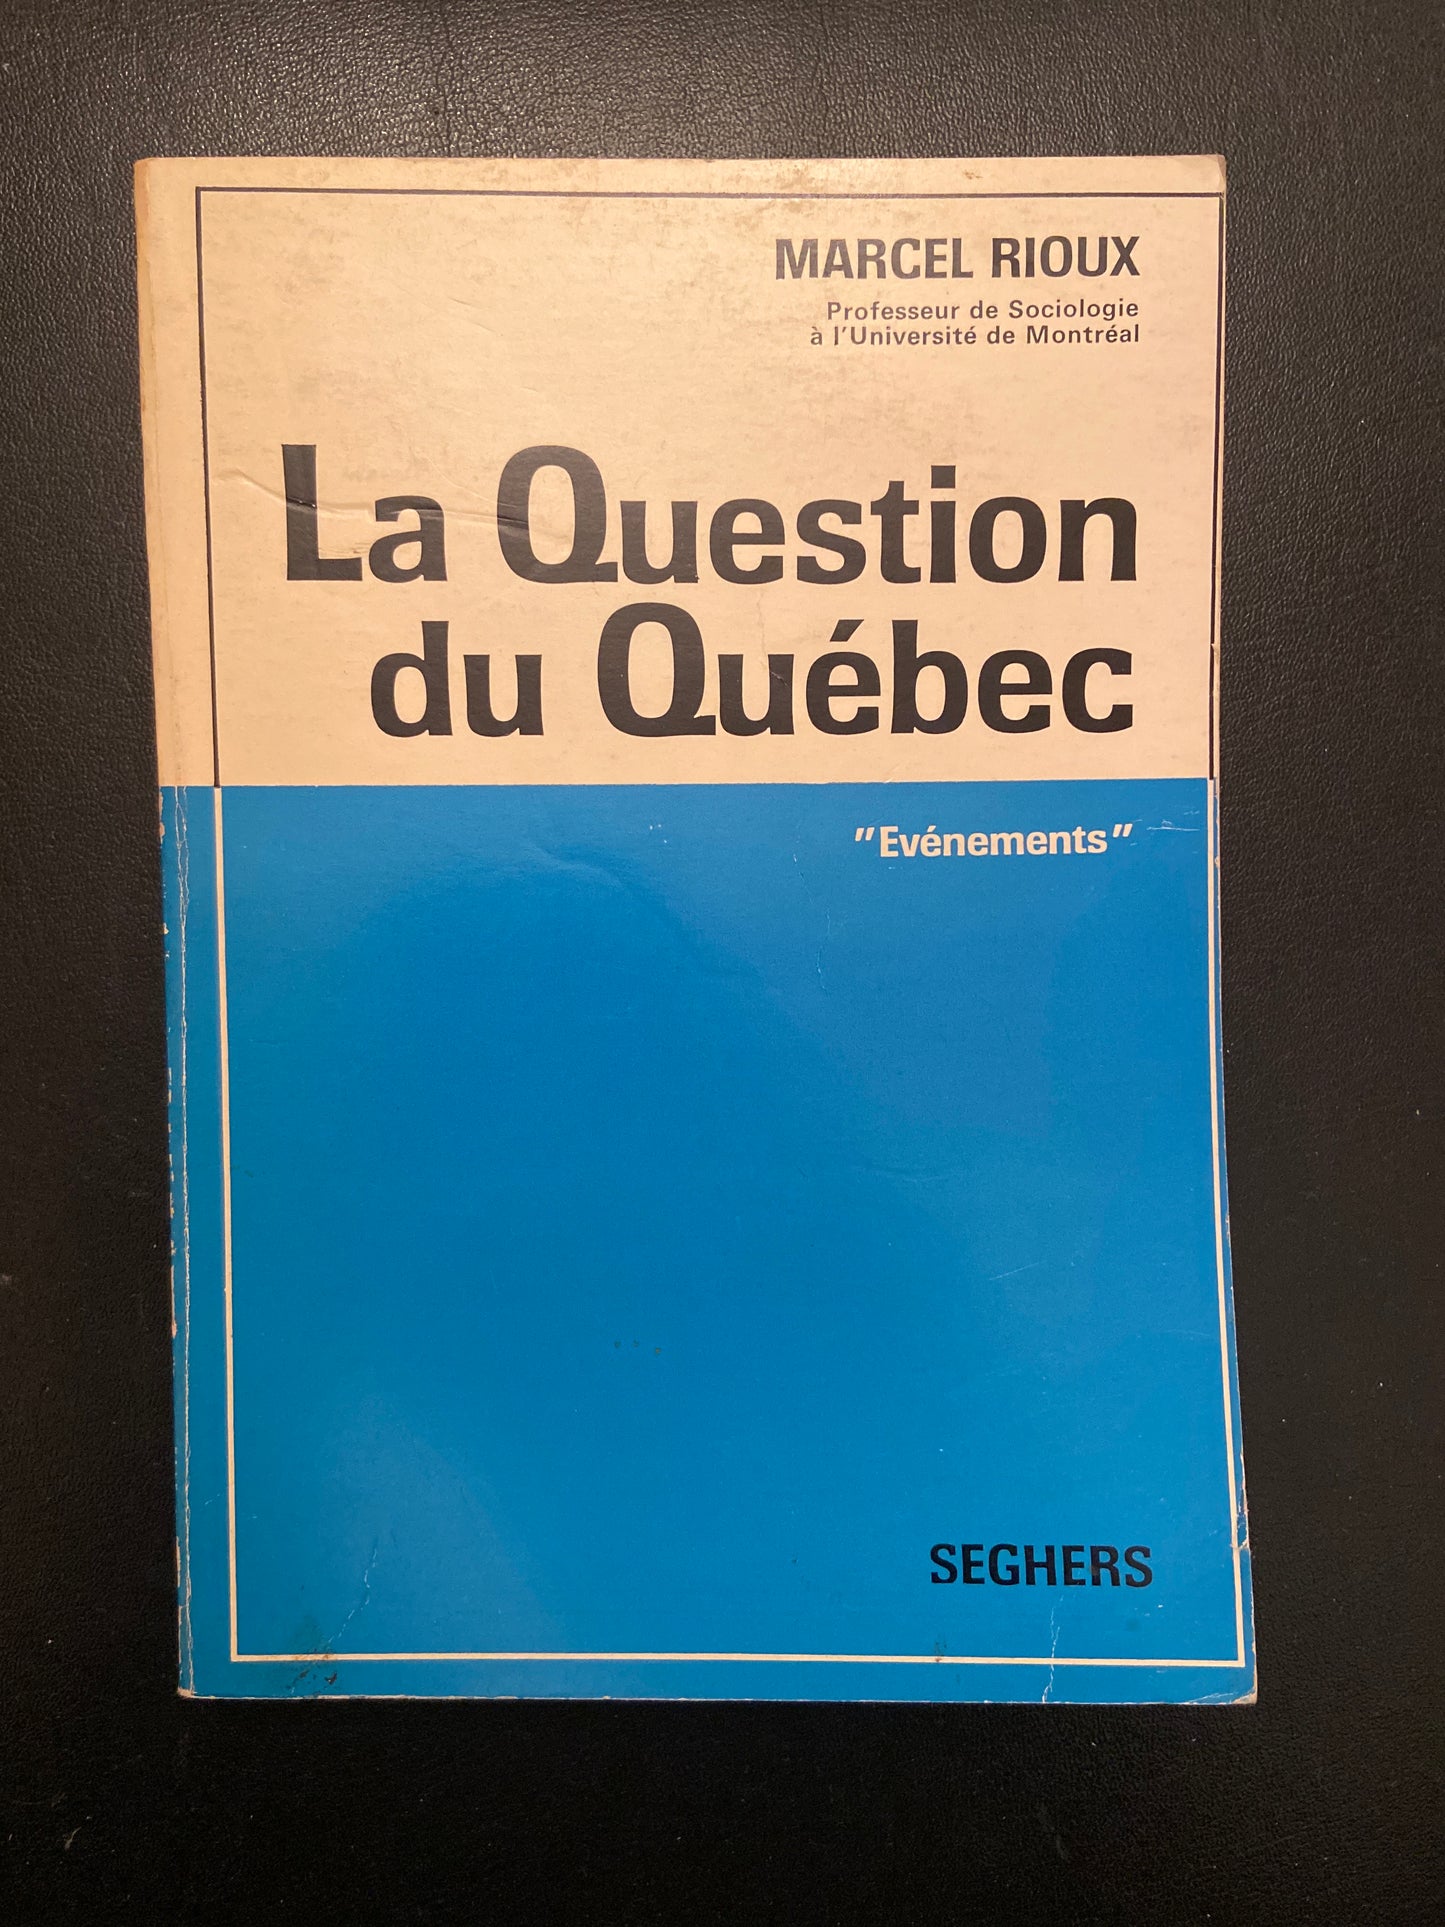 MARCEL RIOUX
Professeur de Sociologie
à l'Université de Montréal
La Question
du Québec
"Evénements"
SEGHERS